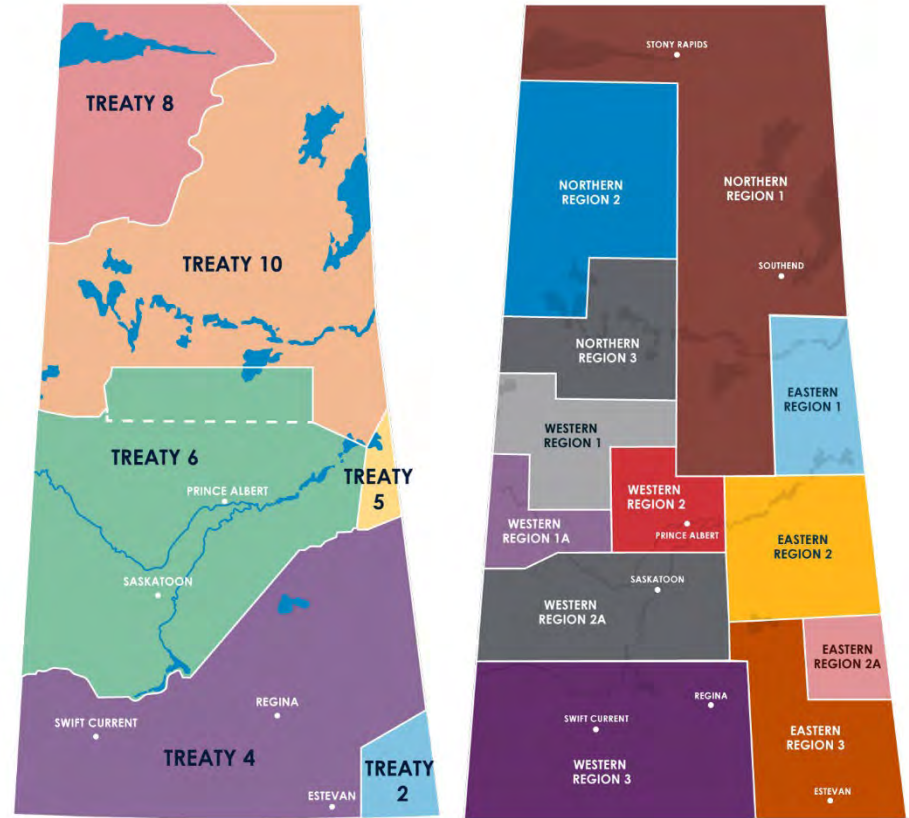 TREATY 8
TREATY 10
TREATY 6
TREATY
5
PRINCE ALBERT
SASKATOON
REGINA
SWIFT CURRENT
TREATY 4
TREATY
2
ESTEVAN
STONY RAPIDS
NORTHERN
REGION 2
NORTHERN
REGION 1
SOUTHEND
NORTHERN
REGION 3
EASTERN
REGION 1
WESTERN
REGION 1
WESTERN
REGION 2
PRINCE ALBERT
WESTERN
REGION 1A
EASTERN
REGION 2
SASKATOON
WESTERN
REGION 2A
EASTERN
REGION 2A
REGINA
SWIFT CURRENT
EASTERN
REGION 3
WESTERN
REGION 3
ESTEVAN